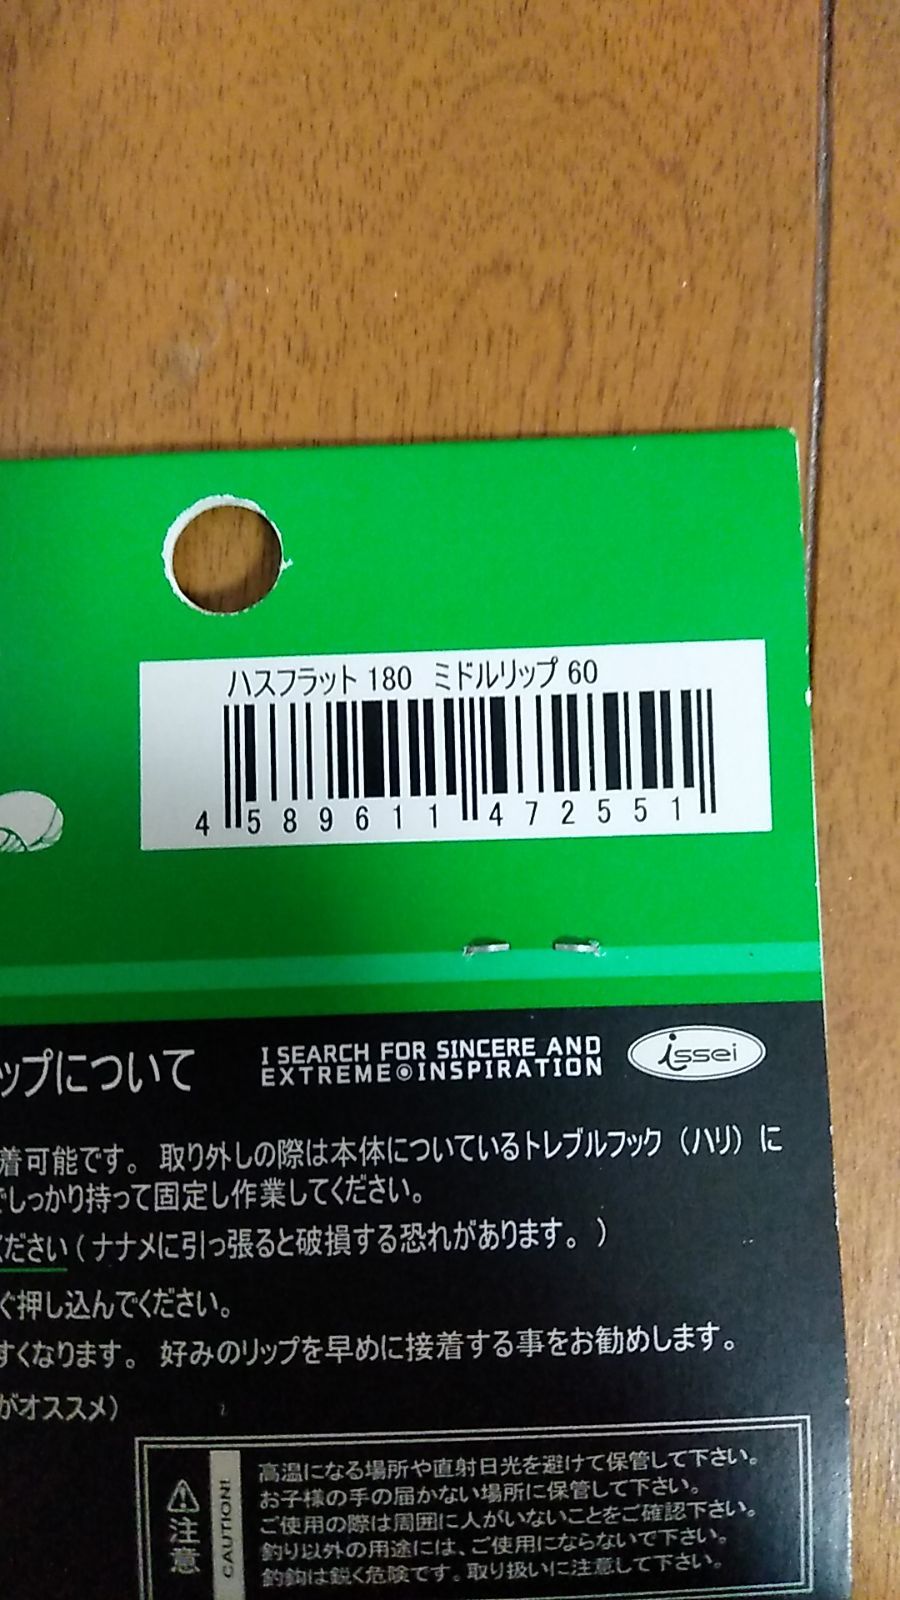 ハスフラット 180 ミドルリップ 60
4 589611 472551
ップについて
I SEARCH FOR SINCERE AND
EXTREME INSPIRATION
issei
着可能です。 取り外しの際は本体についているトレブルフック（ハリ）に
でしっかり持って固定し作業してください。
ください（ナナメに引っ張ると破損する恐れがあります。）
ぐ押し込んでください。
すくなります。 好みのリップを早めに接着する事をお勧めします。
がオススメ）
注意
CAUTION!
高温になる場所や直射日光を避けて保管して下さい。
お子様の手の届かない場所に保管して下さい。
ご使用の際は周囲に人がいないことをご確認下さい。
釣り以外の用途には、ご使用にならないで下さい。
釣鈎は鋭く危険です。取り扱いに注意して下さい。